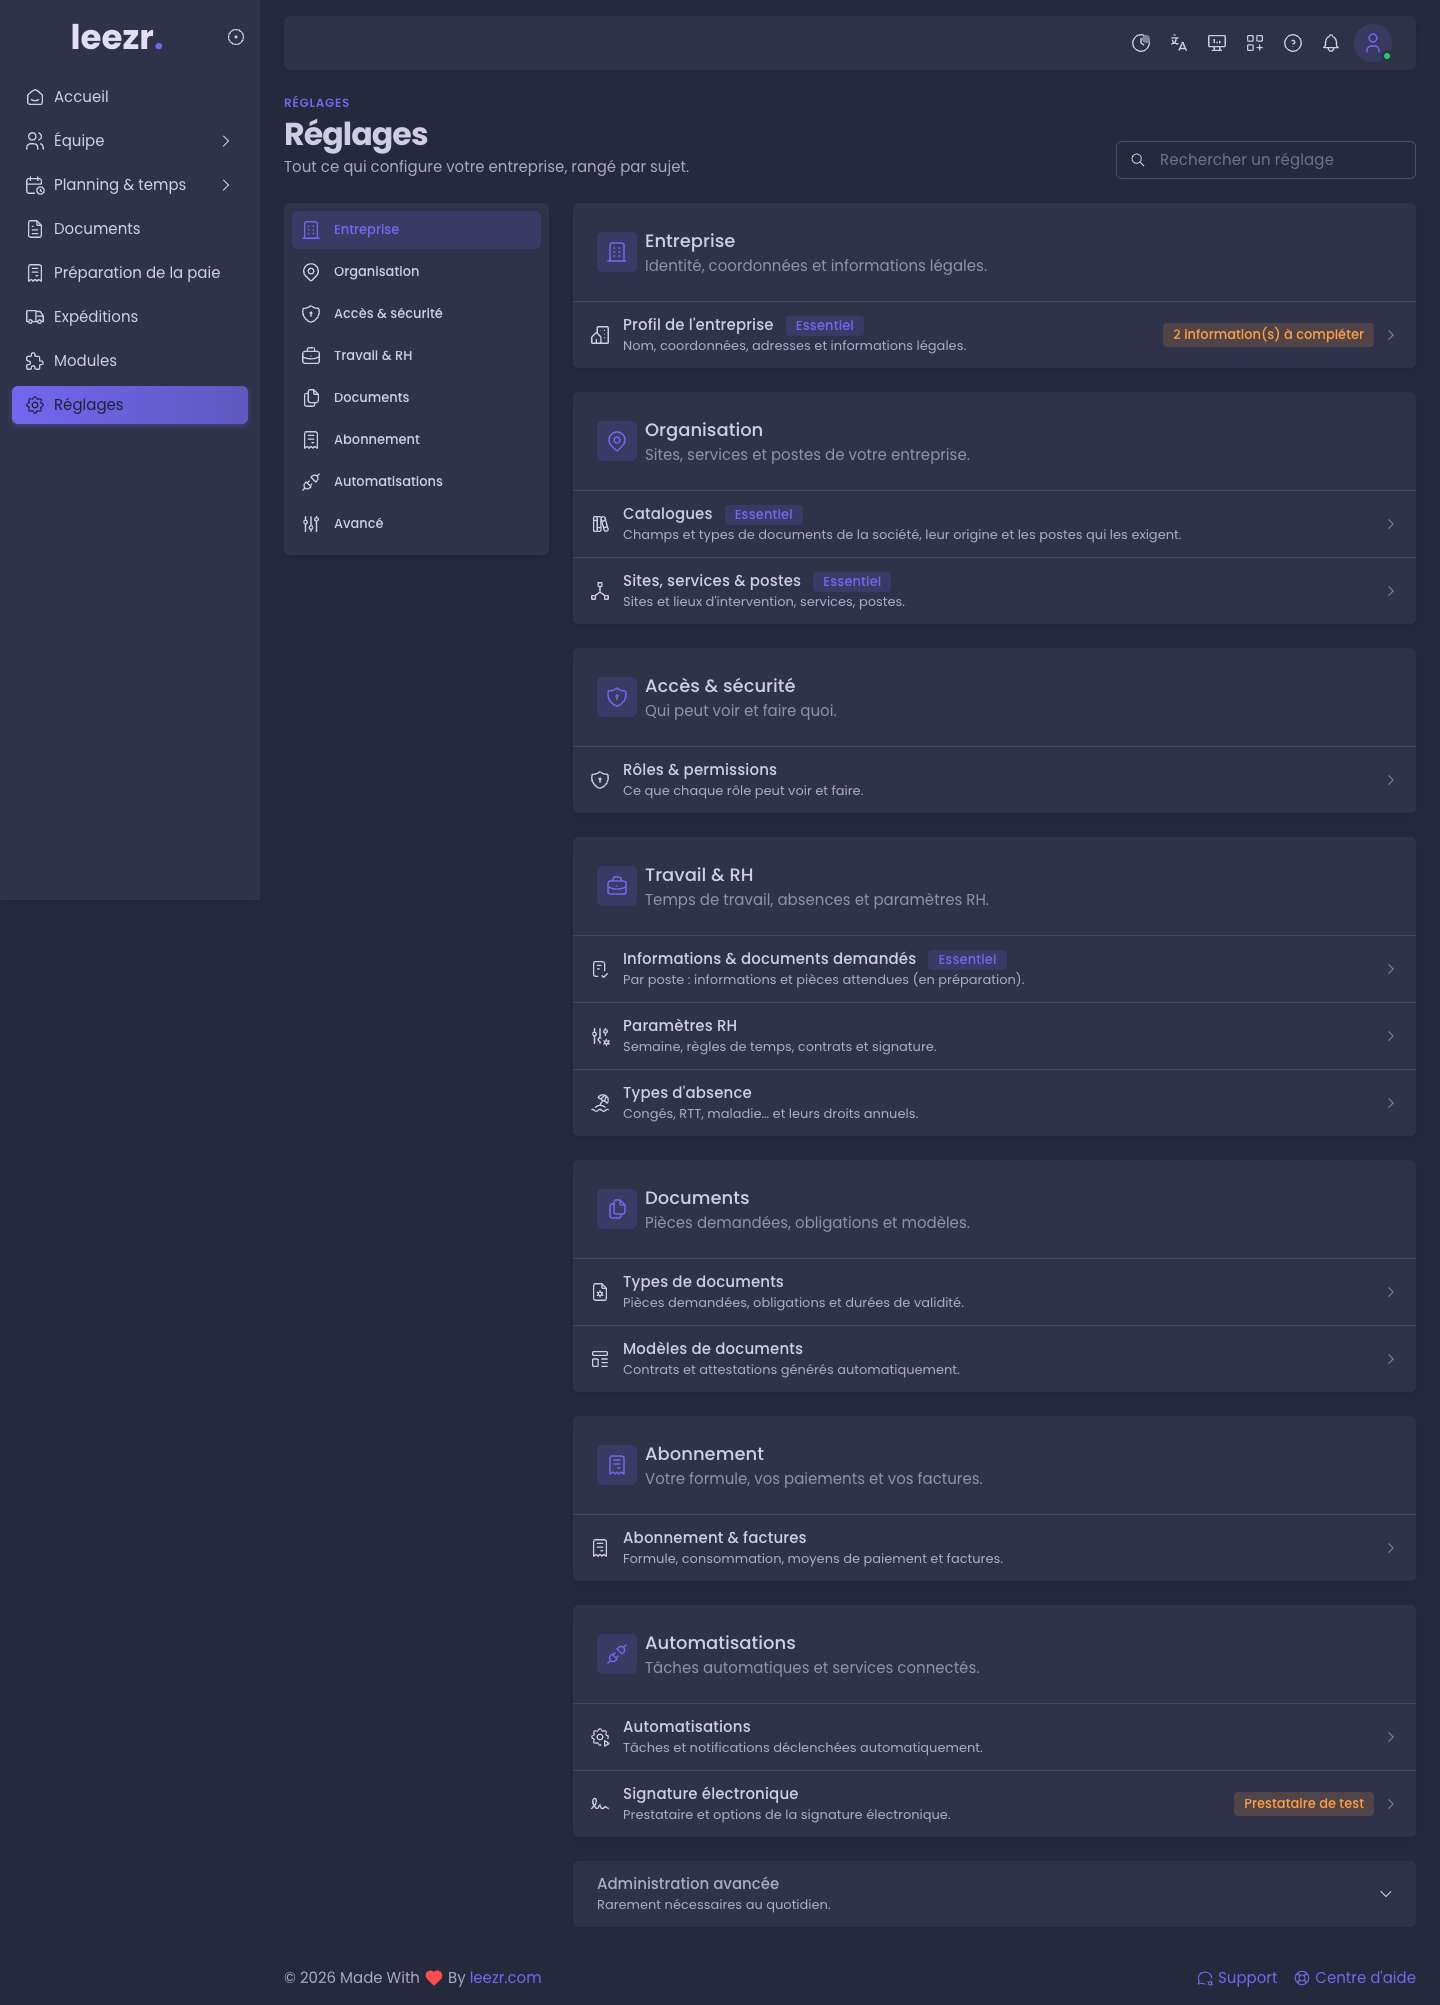 leezr.
Accueil
Équipe
Planning & temps
Documents
Préparation de la paie
Expéditions
Modules
Réglages
RÉGLAGES
Réglages
Tout ce qui configure votre entreprise, rangé par sujet.
Rechercher un réglage
Entreprise
Organisation
Accès & sécurité
Travail & RH
Documents
Abonnement
Automatisations
Avancé
Entreprise
Identité, coordonnées et informations légales.
Profil de l'entreprise Essentiel
Nom, coordonnées, adresses et informations légales.
2 information(s) à compléter
Organisation
Sites, services et postes de votre entreprise.
Catalogues Essentiel
Champs et types de documents de la société, leur origine et les postes qui les exigent.
Sites, services & postes Essentiel
Sites et lieux d'intervention, services, postes.
Accès & sécurité
Qui peut voir et faire quoi.
Rôles & permissions
Ce que chaque rôle peut voir et faire.
Travail & RH
Temps de travail, absences et paramètres RH.
Informations & documents demandés Essentiel
Par poste : informations et pièces attendues (en préparation).
Paramètres RH
Semaine, règles de temps, contrats et signature.
Types d'absence
Congés, RTT, maladie… et leurs droits annuels.
Documents
Pièces demandées, obligations et modèles.
Types de documents
Pièces demandées, obligations et durées de validité.
Modèles de documents
Contrats et attestations générés automatiquement.
Abonnement
Votre formule, vos paiements et vos factures.
Abonnement & factures
Formule, consommation, moyens de paiement et factures.
Automatisations
Tâches automatiques et services connectés.
Automatisations
Tâches et notifications déclenchées automatiquement.
Signature électronique
Prestataire et options de la signature électronique.
Prestataire de test
Administration avancée
Rarement nécessaires au quotidien.
© 2026 Made With ❤ By leezr.com
Support
Centre d'aide